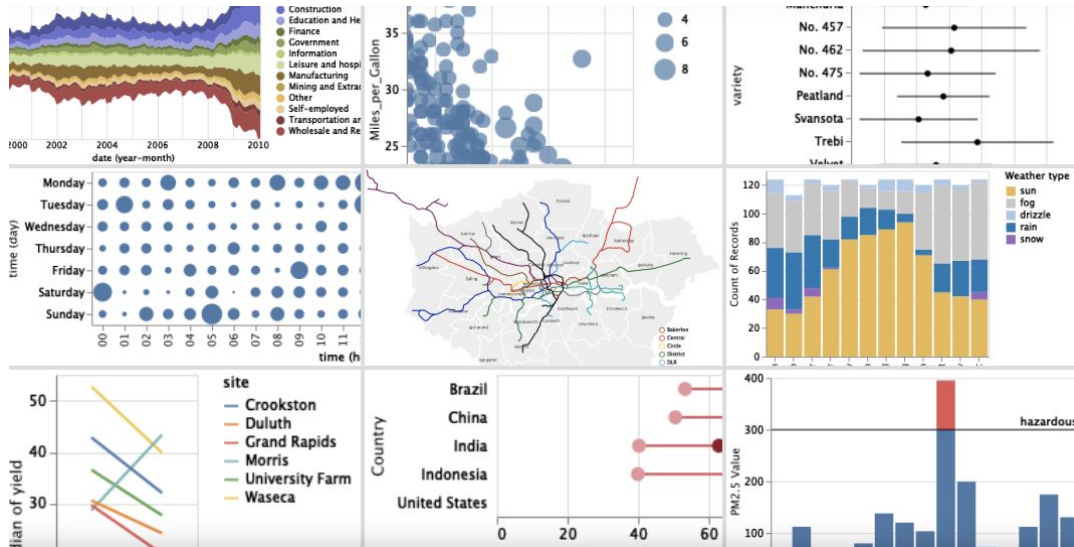 Construction
Education and He
Finance
Government
Information
Leisure and hospi
Manufacturing
Mining and Extrac
Other
Self-employed
Transportation an
Wholesale and Re
2000 2002 2004 2006 2008 2010
date (year-month)
Miles_per_Gallon
35
30
25
4
6
8
variety
Manchuria
No. 457
No. 462
No. 475
Peatland
Svansota
Trebi
Velvet
time (day)
Monday
Tuesday
Wednesday
Thursday
Friday
Saturday
Sunday
00 01 02 03 04 05 06 07 08 09 10 11
time (h
Bakerloo
Central
Circle
District
DLR
Count of Records
120
100
80
60
40
20
0
Weather type
sun
fog
drizzle
rain
snow
dian of yield
50
40
30
site
Crookston
Duluth
Grand Rapids
Morris
University Farm
Waseca
Country
Brazil
China
India
Indonesia
United States
0 20 40 60
PM2.5 Value
400
300
200
100
hazardous